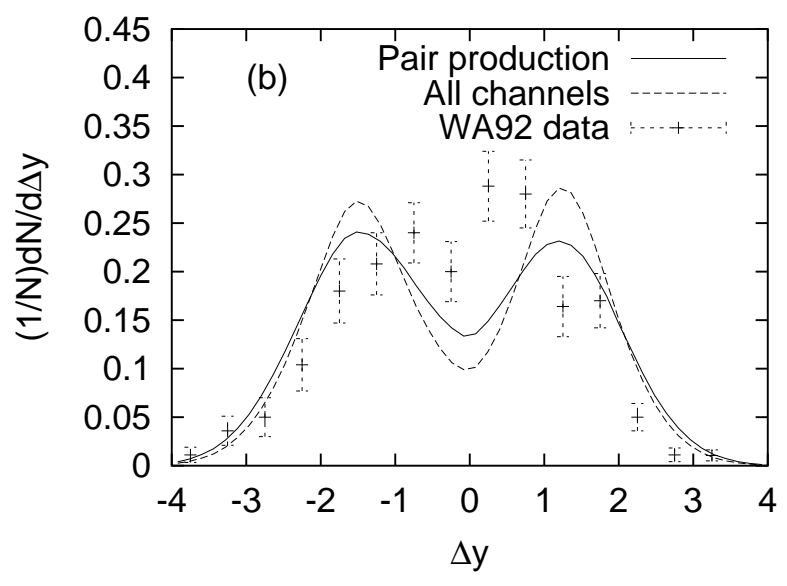 0.45
0.4
0.35
0.3
0.25
0.2
0.15
0.1
0.05
0
-4 -3 -2 -1 0 1 2 3 4
(1/N)dN/dΔy
Δy
(b)
Pair production
All channels
WA92 data